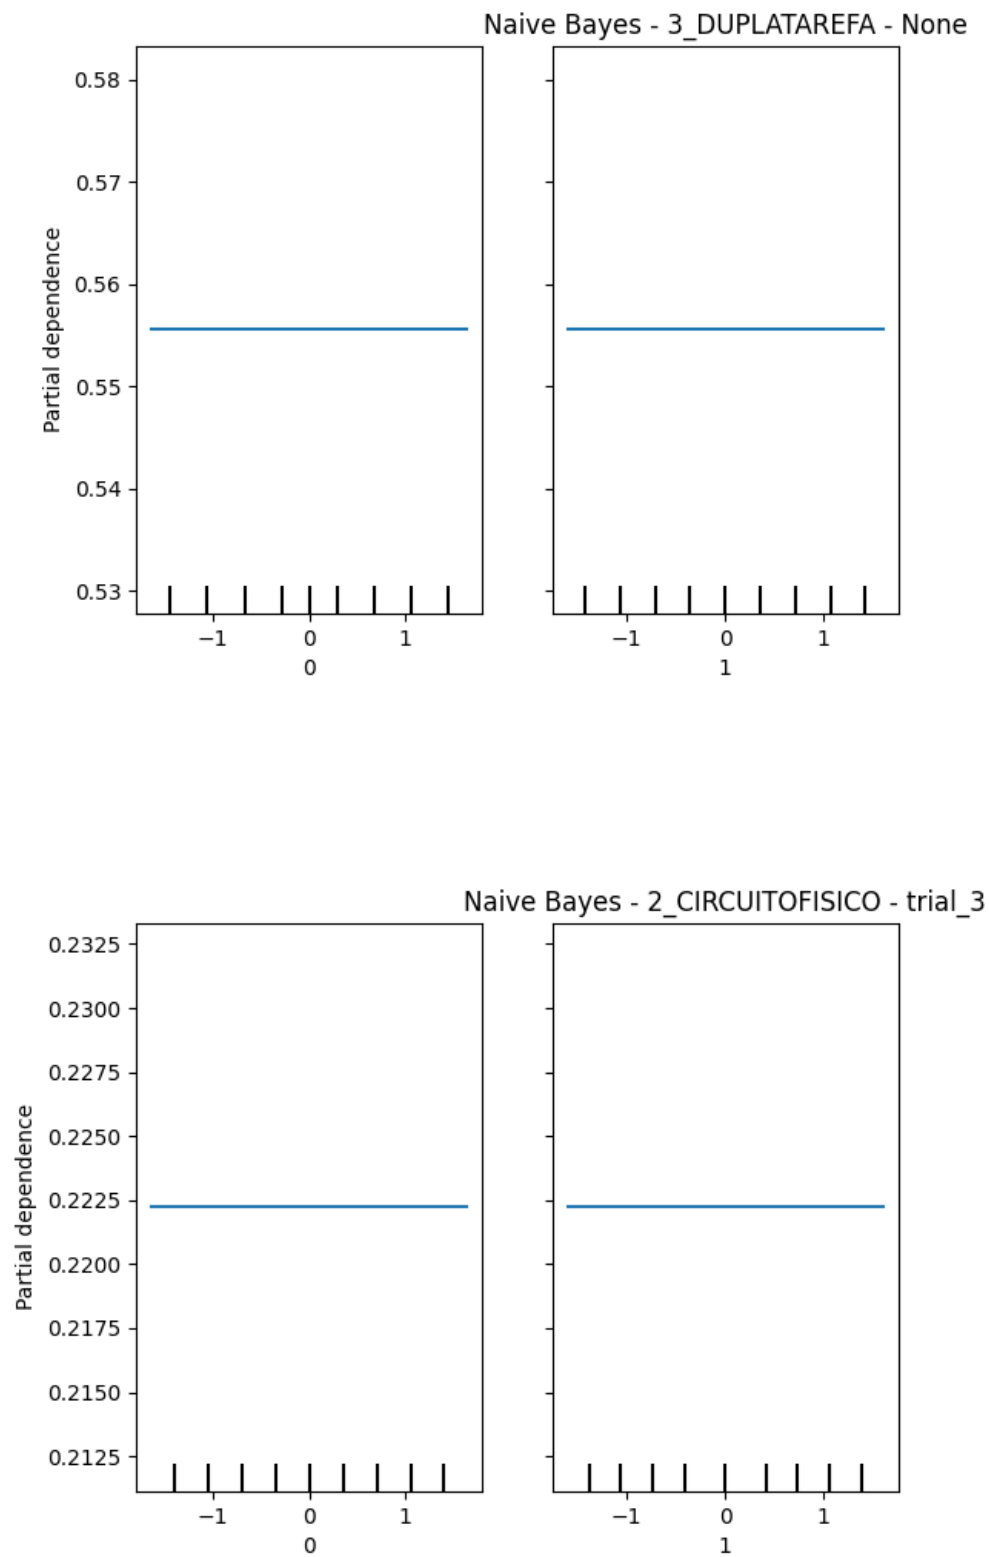 Naive Bayes - 3_DUPLATAREFA - None
0.58
0.57
0.56
0.55
0.54
0.53
Partial dependence
−1 0 1
0
−1 0 1
1
Naive Bayes - 2_CIRCUITOFISICO - trial_3
0.2325
0.2300
0.2275
0.2250
0.2225
0.2200
0.2175
0.2150
0.2125
Partial dependence
−1 0 1
0
−1 0 1
1